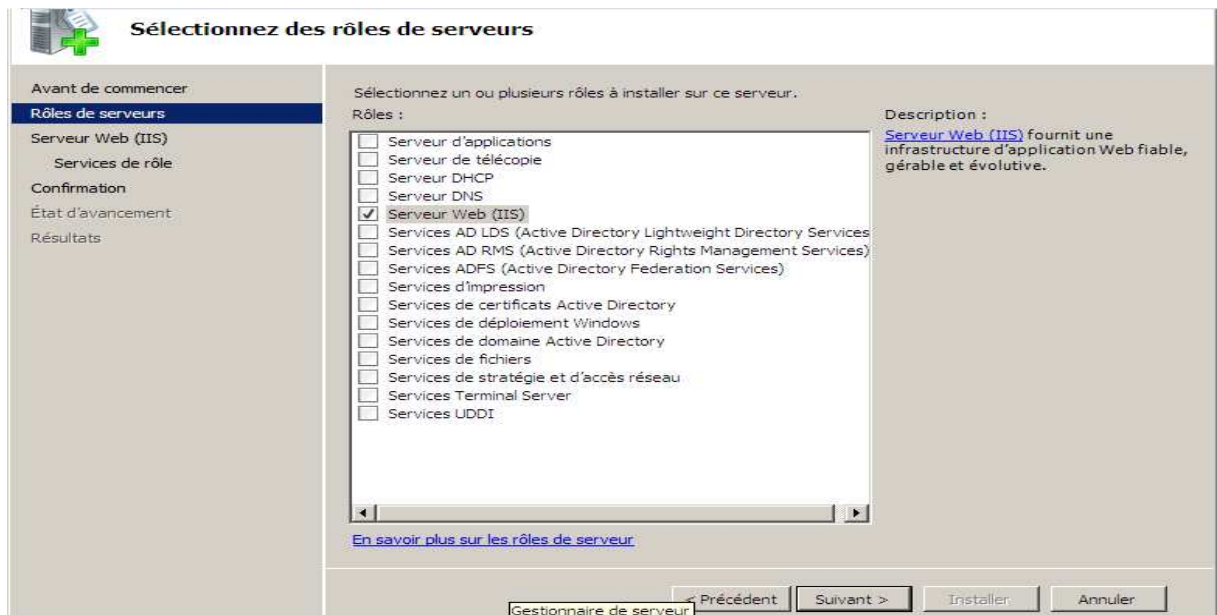 Sélectionnez des rôles de serveurs
Avant de commencer
Rôles de serveurs
Serveur Web (IIS)
Services de rôle
Confirmation
État d'avancement
Résultats
Sélectionnez un ou plusieurs rôles à installer sur ce serveur.
Rôles :
Serveur d'applications
Serveur de télécopie
Serveur DHCP
Serveur DNS
Serveur Web (IIS)
Services AD LDS (Active Directory Lightweight Directory Services
Services AD RMS (Active Directory Rights Management Services)
Services ADFS (Active Directory Federation Services)
Services d'impression
Services de certificats Active Directory
Services de déploiement Windows
Services de domaine Active Directory
Services de fichiers
Services de stratégie et d'accès réseau
Services Terminal Server
Services UDDI
En savoir plus sur les rôles de serveur
Description :
Serveur Web (IIS) fournit une
infrastructure d'application Web fiable,
gérable et évolutive.
< Précédent
Suivant >
Installer
Annuler
Gestionnaire de serveur